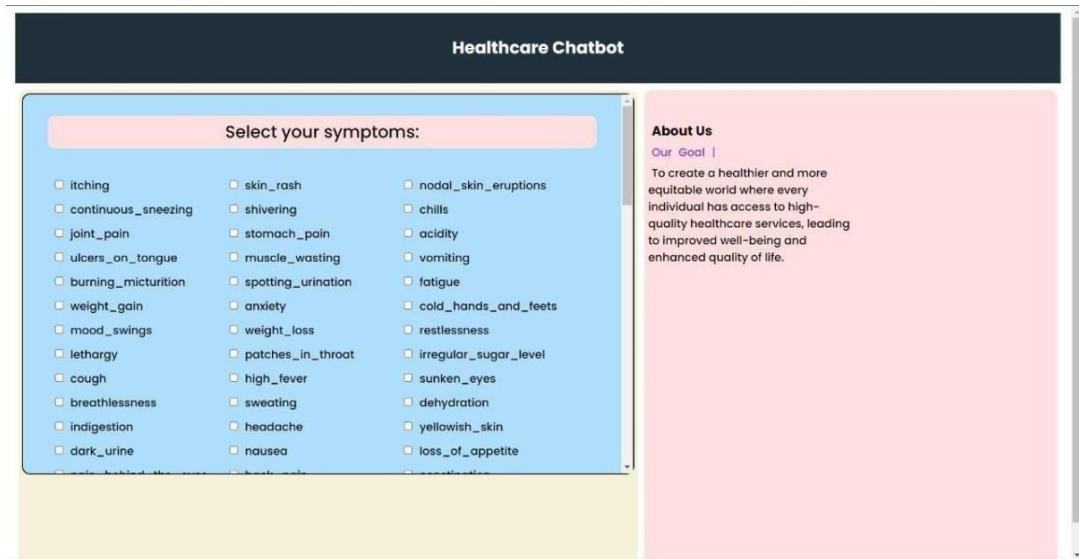 Healthcare Chatbot
Select your symptoms:
itching skin_rash nodal_skin_eruptions
continuous_sneezing shivering chills
joint_pain stomach_pain acidity
ulcers_on_tongue muscle_wasting vomiting
burning_micturition spotting_urination fatigue
weight_gain anxiety cold_hands_and_feets
mood_swings weight_loss restlessness
lethargy patches_in_throat irregular_sugar_level
cough high_fever sunken_eyes
breathlessness sweating dehydration
indigestion headache yellowish_skin
dark_urine nausea loss_of_appetite
pain_behind_the_eyes back_pain constipation
About Us
Our Goal |
To create a healthier and more
equitable world where every
individual has access to high-
quality healthcare services, leading
to improved well-being and
enhanced quality of life.